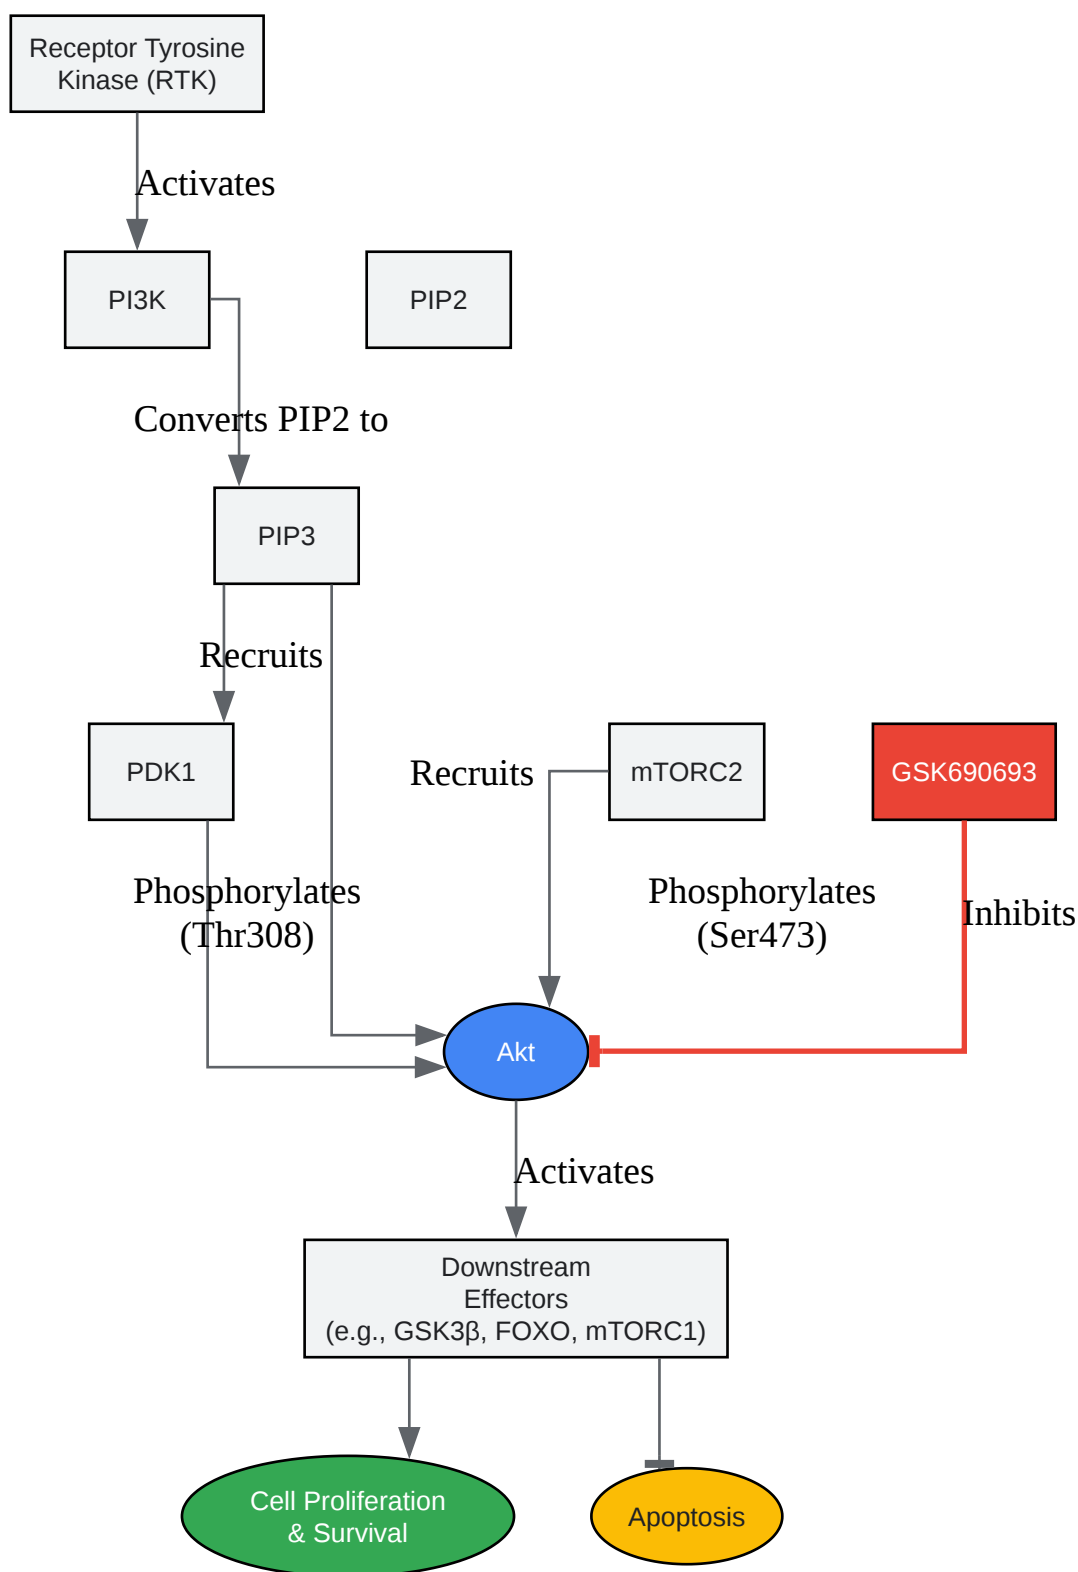 Receptor Tyrosine
Kinase (RTK)
Activates
PI3K
PIP2
Converts PIP2 to
PIP3
Recruits
PDK1
Recruits
mTORC2
GSK690693
Phosphorylates
(Thr308)
Phosphorylates
(Ser473)
Inhibits
Akt
Activates
Downstream
Effectors
(e.g., GSK3β, FOXO, mTORC1)
Cell Proliferation
& Survival
Apoptosis